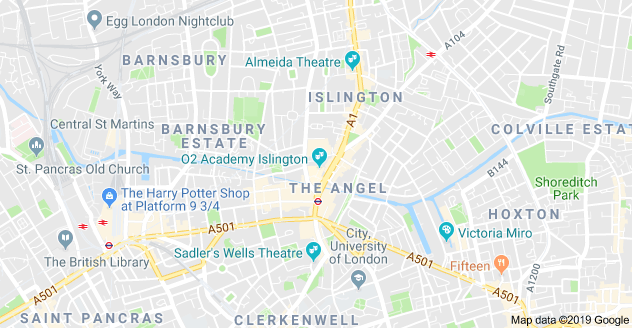 Egg London Nightclub
BARNSBURY
Almeida Theatre
A104
York Way
Southgate Rd
ISLINGTON
A1
Central St Martins
BARNSBURY
ESTATE
COLVILLE ESTA
St. Pancras Old Church
O2 Academy Islington
B144
The Harry Potter Shop
at Platform 9 3/4
THE ANGEL
Shoreditch
Park
HOXTON
A501
City,
University
of London
Victoria Miro
The British Library
Sadler's Wells Theatre
A501
Fifteen
A1200
A501
SAINT PANCRAS
CLERKENWELL
Map data ©2019 Google